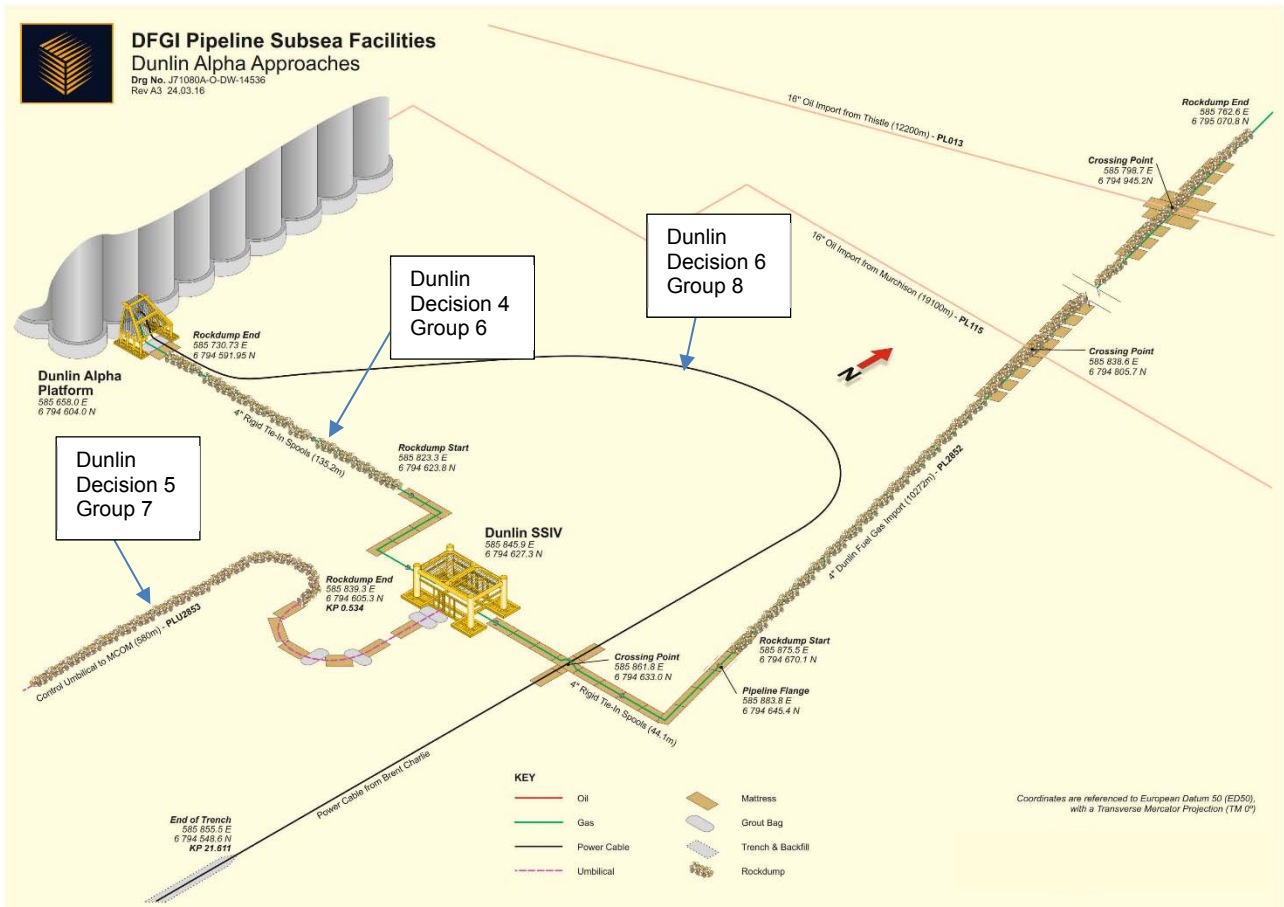 DFGI Pipeline Subsea Facilities
Dunlin Alpha Approaches
Drg No. J71080A-O-DW-14536
Rev A3 24.03.16
16" Oil Import from Thistle (12200m) - PL013
Rockdump End
585 762.6 E
6 795 070.8 N
Crossing Point
585 798.7 E
6 794 945.2N
Dunlin
Decision 6
Group 8
Dunlin
Decision 4
Group 6
16" Oil Import from Murchison (19100m) - PL115
Crossing Point
585 838.6 E
6 794 805.7 N
N
Rockdump End
585 730.73 E
6 794 591.95 N
Dunlin Alpha
Platform
585 658.0 E
6 794 604.0 N
4" Rigid Tie-In Spools (135.2m)
Rockdump Start
585 823.3 E
6 794 623.8 N
Dunlin
Decision 5
Group 7
4" Dunlin Fuel Gas Import (10272m) - PL2852
Dunlin SSIV
585 845.9 E
6 794 627.3 N
Rockdump End
585 839.3 E
6 794 605.3 N
KP 0.534
Control Umbilical to MCOM (580m) - PLU2853
Rockdump Start
585 875.5 E
6 794 670.1 N
Crossing Point
585 861.8 E
6 794 633.0 N
Pipeline Flange
585 883.8 E
6 794 645.4 N
4" Rigid Tie-In Spools (44.1m)
Power Cable from Brent Charlie
End of Trench
585 855.5 E
6 794 548.6 N
KP 21.611
KEY
Oil
Gas
Power Cable
Umbilical
Mattress
Grout Bag
Trench & Backfill
Rockdump
Coordinates are referenced to European Datum 50 (ED50),
with a Transverse Mercator Projection (TM 0º)